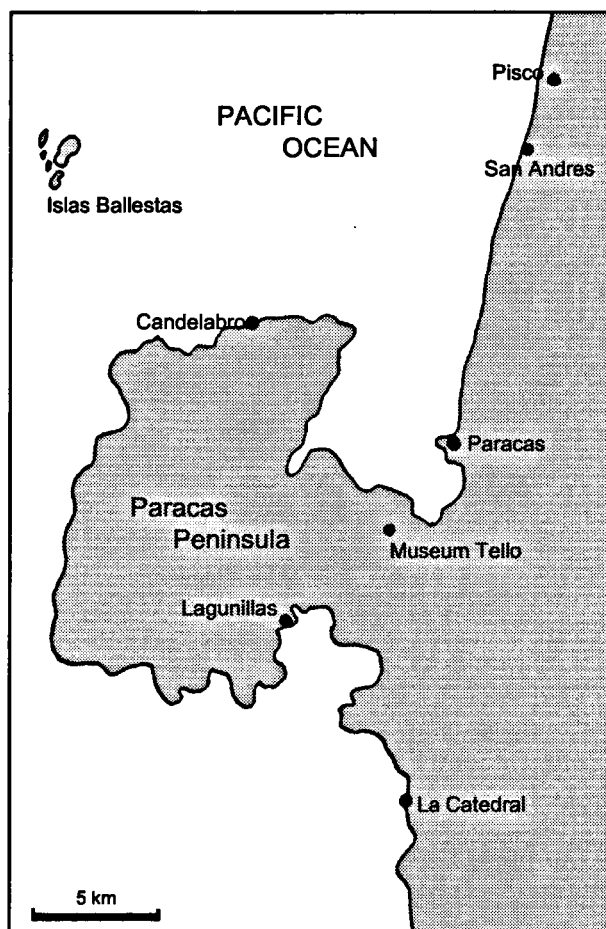 Pisco
PACIFIC
OCEAN
San Andres
Islas Ballestas
Candelabro
Paracas
Paracas
Peninsula
Museum Tello
Lagunillas
La Catedral
5 km